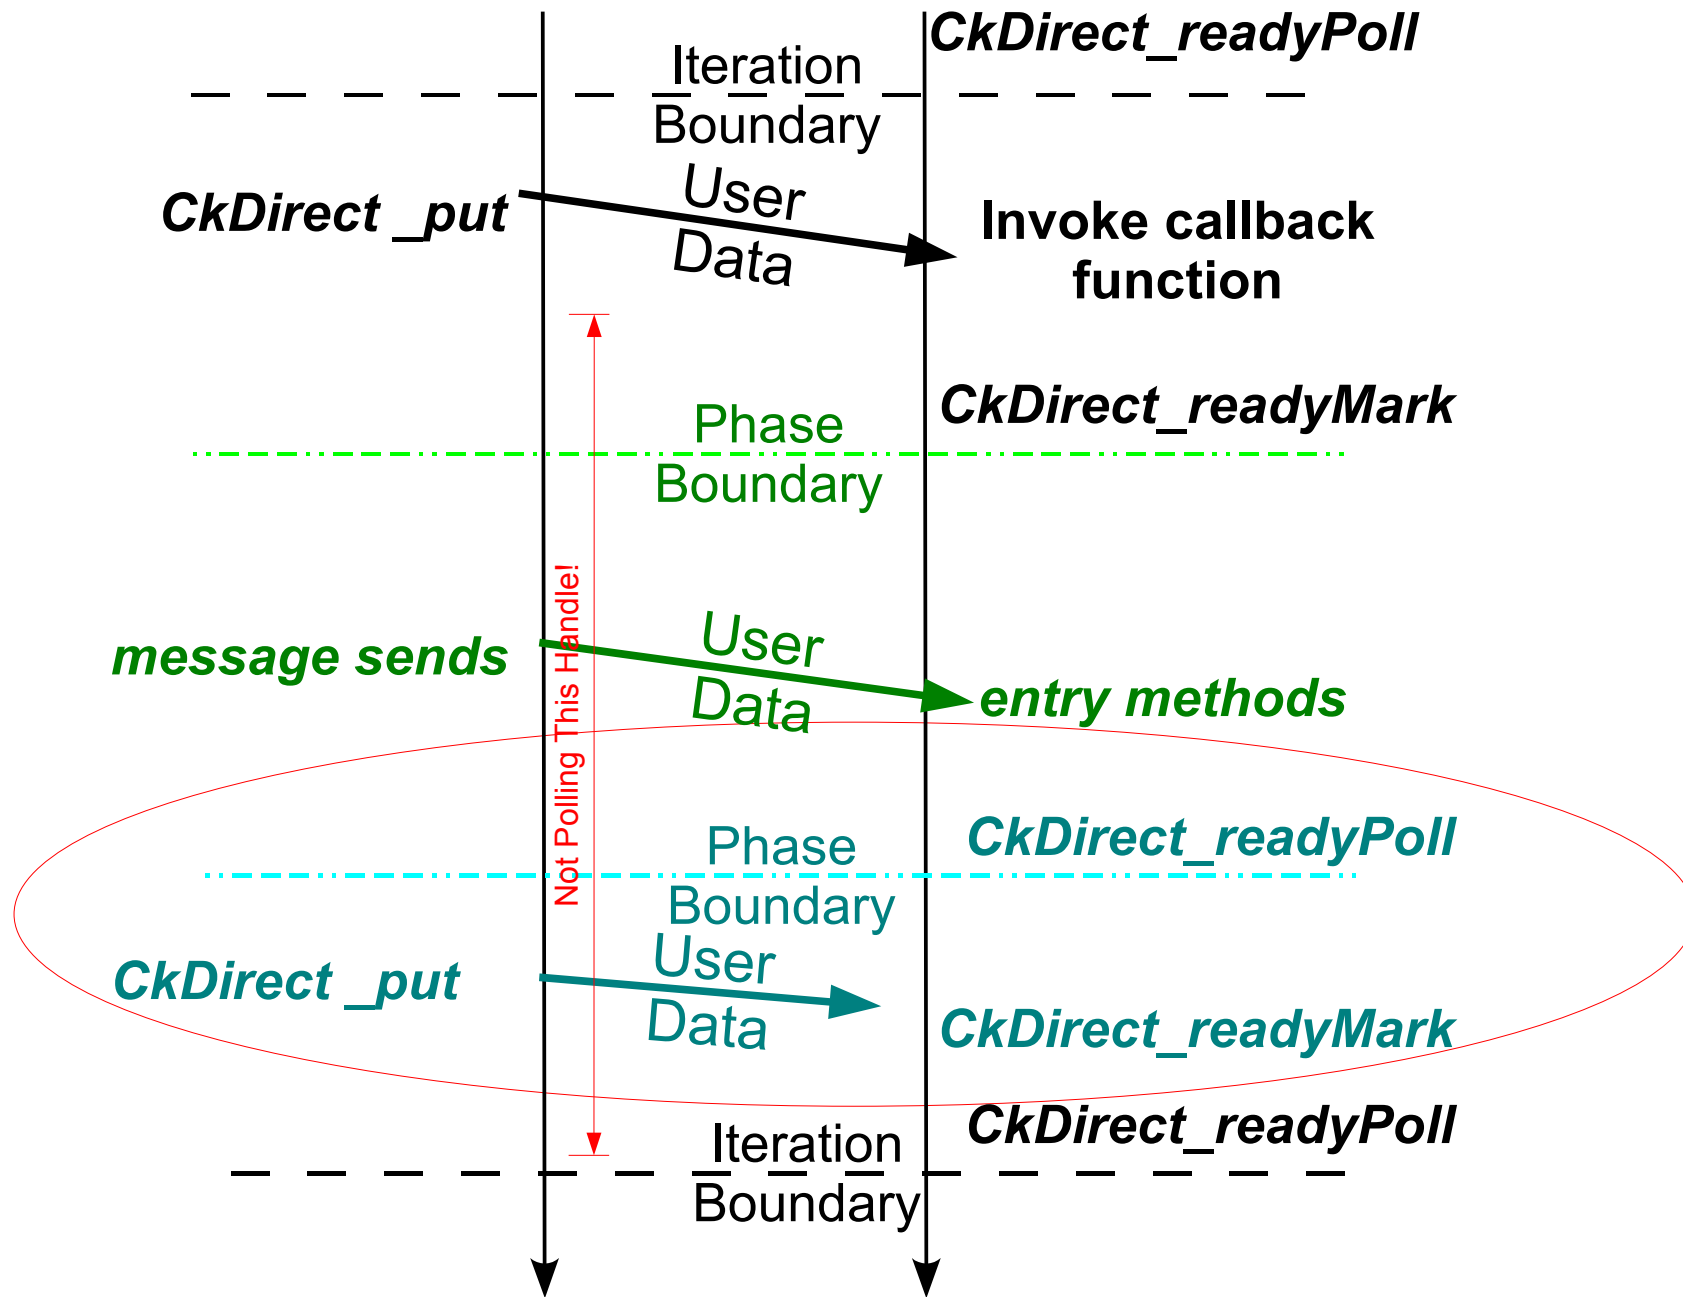 CkDirect_readyPoll
Iteration
Boundary
CkDirect _put
User
Data
Invoke callback
function
CkDirect_readyMark
Phase
Boundary
Not Polling This Handle!
message sends
User
Data
entry methods
CkDirect_readyPoll
Phase
Boundary
CkDirect _put
User
Data
CkDirect_readyMark
CkDirect_readyPoll
Iteration
Boundary